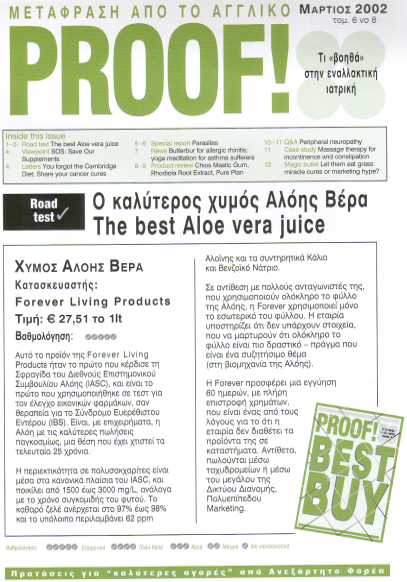 ΜΕΤΑΦΡΑΣΗ ΑΠΟ ΤΟ ΑΓΓΛΙΚΟ
ΜΑΡΤΙΟΣ 2002
τομ. 6 νο 8
PROOF!
Τι «βοηθά»
στην εναλλακτική
ιατρική
Inside this issue
1–3 Road test The best Aloe vera juice
4 Viewpoint SOS: Save Our
Supplements
4 Letters You forgot the Cambridge
Diet; Share your cancer cures
5–6 Special report Parasites
7 News Butterbur for allergic rhinitis;
yoga meditation for asthma sufferers
8–9 Product review Chios Mastic Gum,
Rhodiola Root Extract, Pure Plan
10–11 Q&A Peripheral neuropathy
11 Case study Massage therapy for
incontinence and constipation
12 Magic bullet Let them eat grass:
miracle cures or marketing hype?
Road
test ✓
Ο καλύτερος χυμός Αλόης Βέρα
The best Aloe vera juice
ΧΥΜΟΣ ΑΛΟΗΣ ΒΕΡΑ
Κατασκευαστής:
Forever Living Products
Τιμή: € 27,51 το 1lt
Βαθμολόγηση:
Αυτό το προϊόν της Forever Living
Products ήταν το πρώτο που κέρδισε τη
Σφραγίδα του Διεθνούς Επιστημονικού
Συμβουλίου Αλόης (IASC), και είναι το
πρώτο που χρησιμοποιήθηκε σε τεστ για
τον έλεγχο εικονικών φαρμάκων, σαν
θεραπεία για το Σύνδρομο Ευερέθιστου
Εντέρου (IBS). Είναι, με επιχειρήματα, η
Αλόη με τις καλύτερες πωλήσεις
παγκοσμίως, μια θέση που έχει χτιστεί τα
τελευταία 25 χρόνια.
Η περιεκτικότητα σε πολυσακχαρίτες είναι
μέσα στα κανονικά πλαίσια του IASC, και
ποικίλει από 1500 έως 3000 mg/L, ανάλογα
με το χρόνο συγκομιδής του φυτού. Το
καθαρό ζελέ ανέρχεται στο 97% έως 98%
και το υπόλοιπο περιλαμβάνει 62 ppm
Αλοΐνης και τα συντηρητικά Κάλιο
και Βενζοϊκό Νάτριο.
Σε αντίθεση με πολλούς ανταγωνιστές της,
που χρησιμοποιούν ολόκληρο το φύλλο
της Αλόης, η Forever χρησιμοποιεί μόνο
το εσωτερικό του φύλλου. Η εταιρία
υποστηρίζει ότι δεν υπάρχουν στοιχεία,
που να μαρτυρούν ότι ολόκληρο το
φύλλο είναι πιο δραστικό – πράγμα που
είναι ένα συζητήσιμο θέμα
(στη βιομηχανία της Αλόης).
Η Forever προσφέρει μια εγγύηση
60 ημερών, με πλήρη
επιστροφή χρημάτων,
που είναι ένας από τους
λόγους για το ότι η
εταιρία δεν διαθέτει τα
προϊόντα της σε
καταστήματα. Αντίθετα,
πωλούνται μέσω
ταχυδρομείων ή μέσω
του μεγάλου της
Δικτύου Διανομής,
Πολυεπίπεδου
Marketing.
PROOF!
BEST
BUY
Βαθμολόγηση: Εξαιρετικό Πολύ Καλό Καλό Μέτριο
Προτάσεις για "καλύτερες αγορές" από Ανεξάρτητο Φορέα